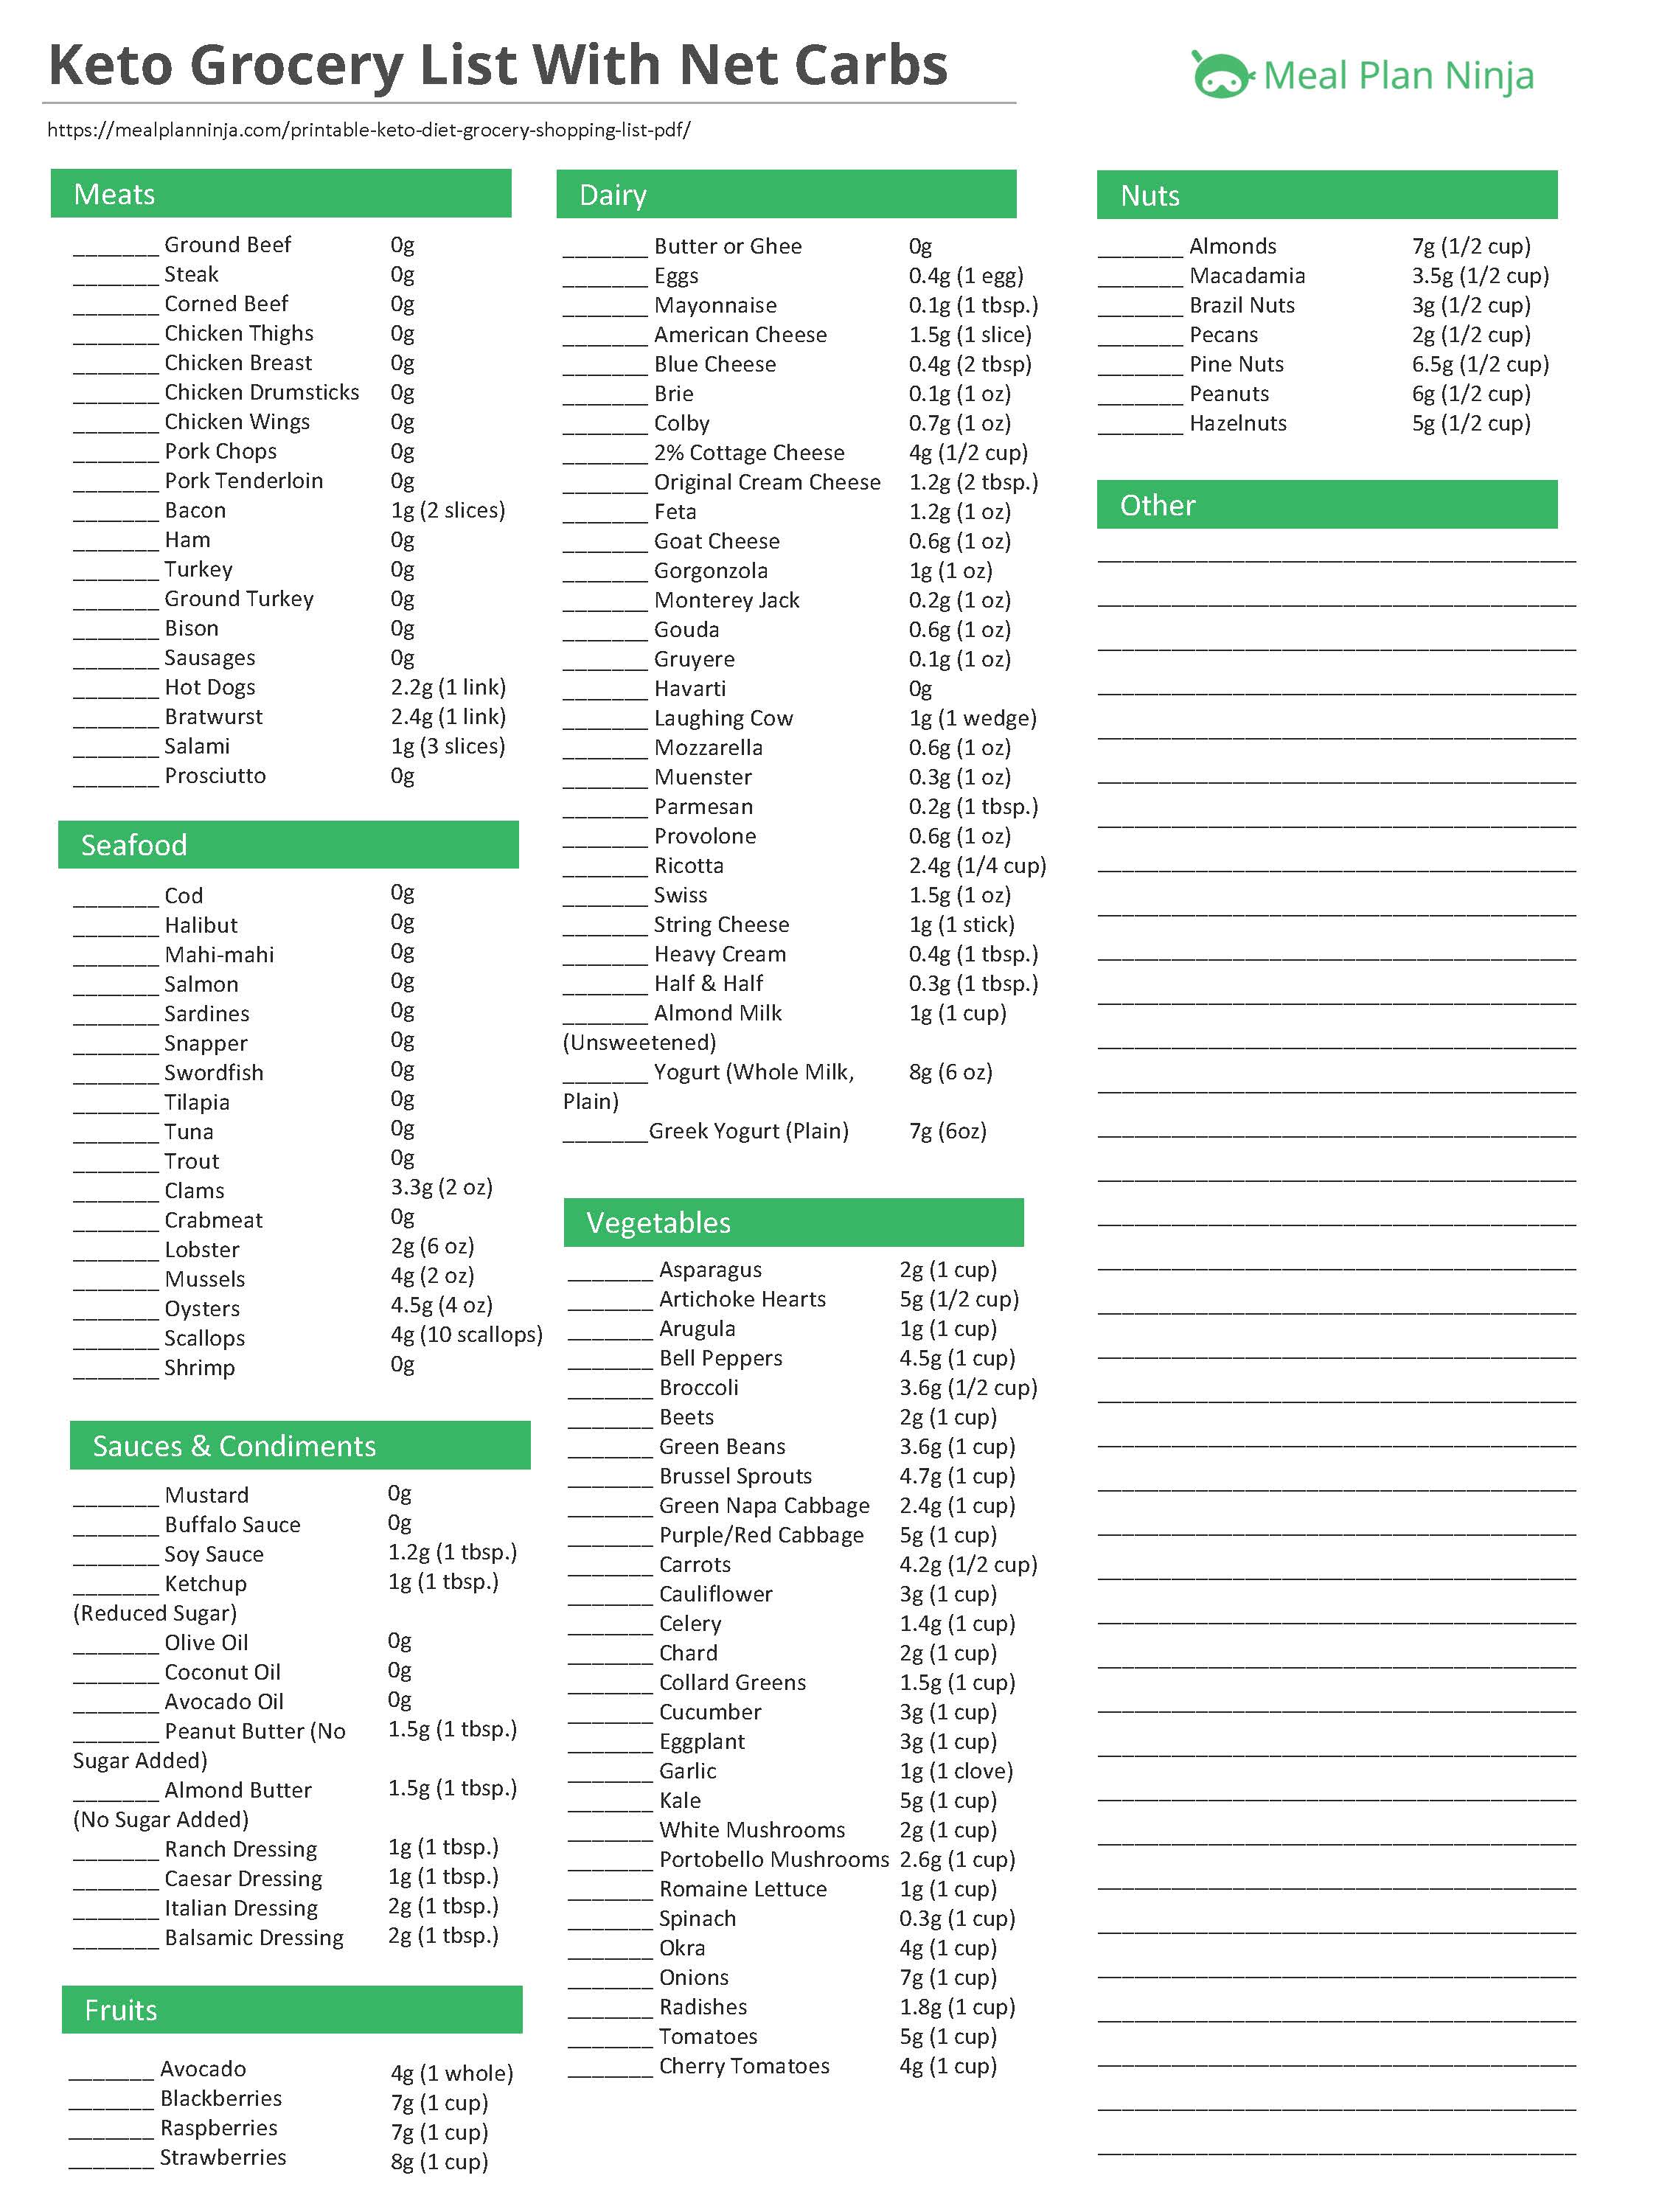 Keto Grocery List With Net Carbs
Meal Plan Ninja
https://mealplanninja.com/printable-keto-diet-grocery-shopping-list-pdf/
Meats
_______ Ground Beef 0g
_______ Steak 0g
_______ Corned Beef 0g
_______ Chicken Thighs 0g
_______ Chicken Breast 0g
_______ Chicken Drumsticks 0g
_______ Chicken Wings 0g
_______ Pork Chops 0g
_______ Pork Tenderloin 0g
_______ Bacon 1g (2 slices)
_______ Ham 0g
_______ Turkey 0g
_______ Ground Turkey 0g
_______ Bison 0g
_______ Sausages 0g
_______ Hot Dogs 2.2g (1 link)
_______ Bratwurst 2.4g (1 link)
_______ Salami 1g (3 slices)
_______ Prosciutto 0g
Seafood
_______ Cod 0g
_______ Halibut 0g
_______ Mahi-mahi 0g
_______ Salmon 0g
_______ Sardines 0g
_______ Snapper 0g
_______ Swordfish 0g
_______ Tilapia 0g
_______ Tuna 0g
_______ Trout 0g
_______ Clams 3.3g (2 oz)
_______ Crabmeat 0g
_______ Lobster 2g (6 oz)
_______ Mussels 4g (2 oz)
_______ Oysters 4.5g (4 oz)
_______ Scallops 4g (10 scallops)
_______ Shrimp 0g
Sauces & Condiments
_______ Mustard 0g
_______ Buffalo Sauce 0g
_______ Soy Sauce 1.2g (1 tbsp.)
_______ Ketchup 1g (1 tbsp.)
(Reduced Sugar)
_______ Olive Oil 0g
_______ Coconut Oil 0g
_______ Avocado Oil 0g
_______ Peanut Butter (No 1.5g (1 tbsp.)
Sugar Added)
_______ Almond Butter 1.5g (1 tbsp.)
(No Sugar Added)
_______ Ranch Dressing 1g (1 tbsp.)
_______ Caesar Dressing 1g (1 tbsp.)
_______ Italian Dressing 2g (1 tbsp.)
_______ Balsamic Dressing 2g (1 tbsp.)
Fruits
_______ Avocado 4g (1 whole)
_______ Blackberries 7g (1 cup)
_______ Raspberries 7g (1 cup)
_______ Strawberries 8g (1 cup)
Dairy
_______ Butter or Ghee 0g
_______ Eggs 0.4g (1 egg)
_______ Mayonnaise 0.1g (1 tbsp.)
_______ American Cheese 1.5g (1 slice)
_______ Blue Cheese 0.4g (2 tbsp)
_______ Brie 0.1g (1 oz)
_______ Colby 0.7g (1 oz)
_______ 2% Cottage Cheese 4g (1/2 cup)
_______ Original Cream Cheese 1.2g (2 tbsp.)
_______ Feta 1.2g (1 oz)
_______ Goat Cheese 0.6g (1 oz)
_______ Gorgonzola 1g (1 oz)
_______ Monterey Jack 0.2g (1 oz)
_______ Gouda 0.6g (1 oz)
_______ Gruyere 0.1g (1 oz)
_______ Havarti 0g
_______ Laughing Cow 1g (1 wedge)
_______ Mozzarella 0.6g (1 oz)
_______ Muenster 0.3g (1 oz)
_______ Parmesan 0.2g (1 tbsp.)
_______ Provolone 0.6g (1 oz)
_______ Ricotta 2.4g (1/4 cup)
_______ Swiss 1.5g (1 oz)
_______ String Cheese 1g (1 stick)
_______ Heavy Cream 0.4g (1 tbsp.)
_______ Half & Half 0.3g (1 tbsp.)
_______ Almond Milk 1g (1 cup)
(Unsweetened)
_______ Yogurt (Whole Milk, 8g (6 oz)
Plain)
_______Greek Yogurt (Plain) 7g (6oz)
Vegetables
_______ Asparagus 2g (1 cup)
_______ Artichoke Hearts 5g (1/2 cup)
_______ Arugula 1g (1 cup)
_______ Bell Peppers 4.5g (1 cup)
_______ Broccoli 3.6g (1/2 cup)
_______ Beets 2g (1 cup)
_______ Green Beans 3.6g (1 cup)
_______ Brussel Sprouts 4.7g (1 cup)
_______ Green Napa Cabbage 2.4g (1 cup)
_______ Purple/Red Cabbage 5g (1 cup)
_______ Carrots 4.2g (1/2 cup)
_______ Cauliflower 3g (1 cup)
_______ Celery 1.4g (1 cup)
_______ Chard 2g (1 cup)
_______ Collard Greens 1.5g (1 cup)
_______ Cucumber 3g (1 cup)
_______ Eggplant 3g (1 cup)
_______ Garlic 1g (1 clove)
_______ Kale 5g (1 cup)
_______ White Mushrooms 2g (1 cup)
_______ Portobello Mushrooms 2.6g (1 cup)
_______ Romaine Lettuce 1g (1 cup)
_______ Spinach 0.3g (1 cup)
_______ Okra 4g (1 cup)
_______ Onions 7g (1 cup)
_______ Radishes 1.8g (1 cup)
_______ Tomatoes 5g (1 cup)
_______ Cherry Tomatoes 4g (1 cup)
Nuts
_______ Almonds 7g (1/2 cup)
_______ Macadamia 3.5g (1/2 cup)
_______ Brazil Nuts 3g (1/2 cup)
_______ Pecans 2g (1/2 cup)
_______ Pine Nuts 6.5g (1/2 cup)
_______ Peanuts 6g (1/2 cup)
_______ Hazelnuts 5g (1/2 cup)
Other